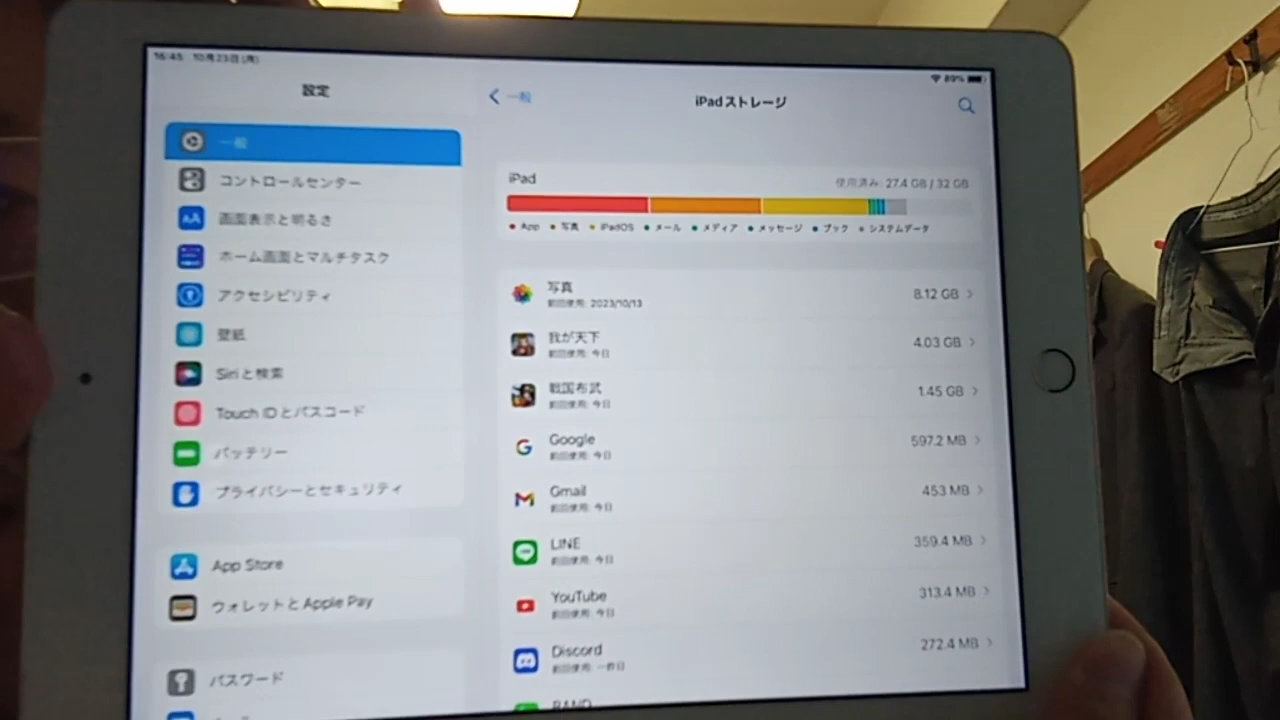 16:45 10月23日(月)
89%
設定
一般
コントロールセンター
画面表示と明るさ
ホーム画面とマルチタスク
アクセシビリティ
壁紙
Siriと検索
Touch IDとパスコード
バッテリー
プライバシーとセキュリティ
App Store
ウォレットとApple Pay
パスワード
一般
iPadストレージ
iPad
使用済み: 27.4 GB / 32 GB
App 写真 iPadOS メール メディア メッセージ ブック システムデータ
写真 8.12 GB
前回使用: 2023/10/13
我が天下 4.03 GB
前回使用: 今日
戦国布武 1.45 GB
前回使用: 今日
Google 597.2 MB
前回使用: 今日
Gmail 453 MB
前回使用: 今日
LINE 359.4 MB
前回使用: 今日
YouTube 313.4 MB
前回使用: 今日
Discord 272.4 MB
前回使用: 一昨日
BAND